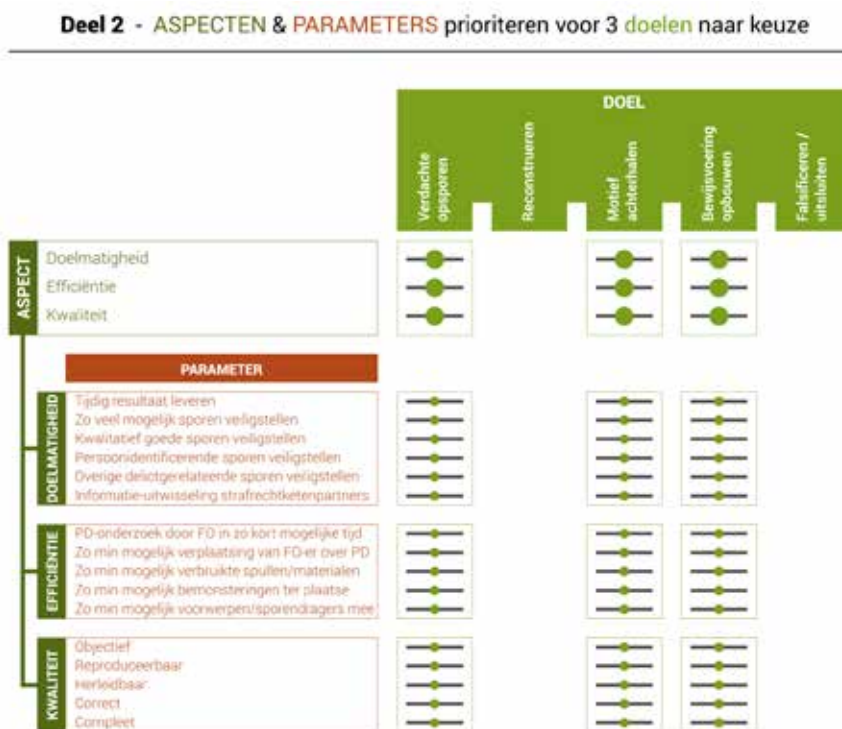 Deel 2 - ASPECTEN & PARAMETERS prioriteren voor 3 doelen naar keuze
DOEL
Verdachte
opsporen
Reconstrueren
Motief
achterhalen
Bewijsvoering
opbouwen
Falsificeren /
uitsluiten
ASPECT
Doelmatigheid
Efficiëntie
Kwaliteit
PARAMETER
DOELMATIGHEID
Tijdig resultaat leveren
Zo veel mogelijk sporen veiligstellen
Kwalitatief goede sporen veiligstellen
Persoonidentificerende sporen veiligstellen
Overige delictgerelateerde sporen veiligstellen
Informatie-uitwisseling strafrechtketenpartners
EFFICIËNTIE
PD-onderzoek door FO in zo kort mogelijke tijd
Zo min mogelijk verplaatsing van FO-er over PD
Zo min mogelijk verbruikte spullen/materialen
Zo min mogelijk bemonsteringen ter plaatse
Zo min mogelijk voorwerpen/sporendragers mee
KWALITEIT
Objectief
Reproduceerbaar
Herleidbaar
Correct
Compleet